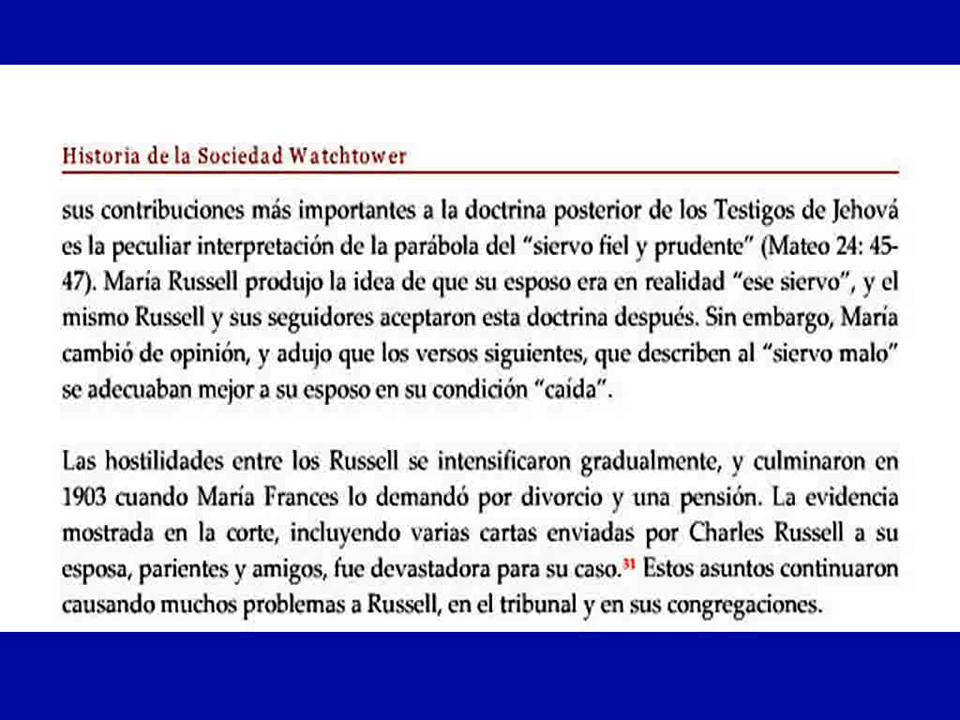 Historia de la Sociedad Watchtower
sus contribuciones más importantes a la doctrina posterior de los Testigos de Jehová
es la peculiar interpretación de la parábola del “siervo fiel y prudente” (Mateo 24: 45-
47). María Russell produjo la idea de que su esposo era en realidad “ese siervo”, y el
mismo Russell y sus seguidores aceptaron esta doctrina después. Sin embargo, María
cambió de opinión, y adujo que los versos siguientes, que describen al “siervo malo”
se adecuaban mejor a su esposo en su condición “caída”.
Las hostilidades entre los Russell se intensificaron gradualmente, y culminaron en
1903 cuando María Frances lo demandó por divorcio y una pensión. La evidencia
mostrada en la corte, incluyendo varias cartas enviadas por Charles Russell a su
esposa, parientes y amigos, fue devastadora para su caso.³¹ Estos asuntos continuaron
causando muchos problemas a Russell, en el tribunal y en sus congregaciones.